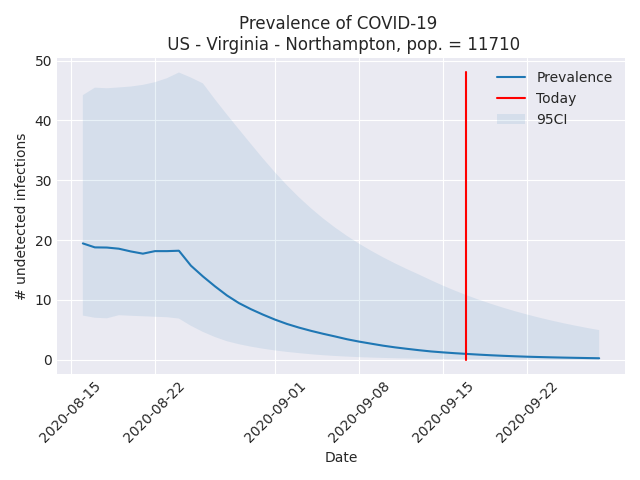 Prevalence of COVID-19
US - Virginia - Northampton, pop. = 11710
50
40
30
20
10
0
# undetected infections
Prevalence
Today
95CI
2020-08-15
2020-08-22
2020-09-01
2020-09-08
2020-09-15
2020-09-22
Date